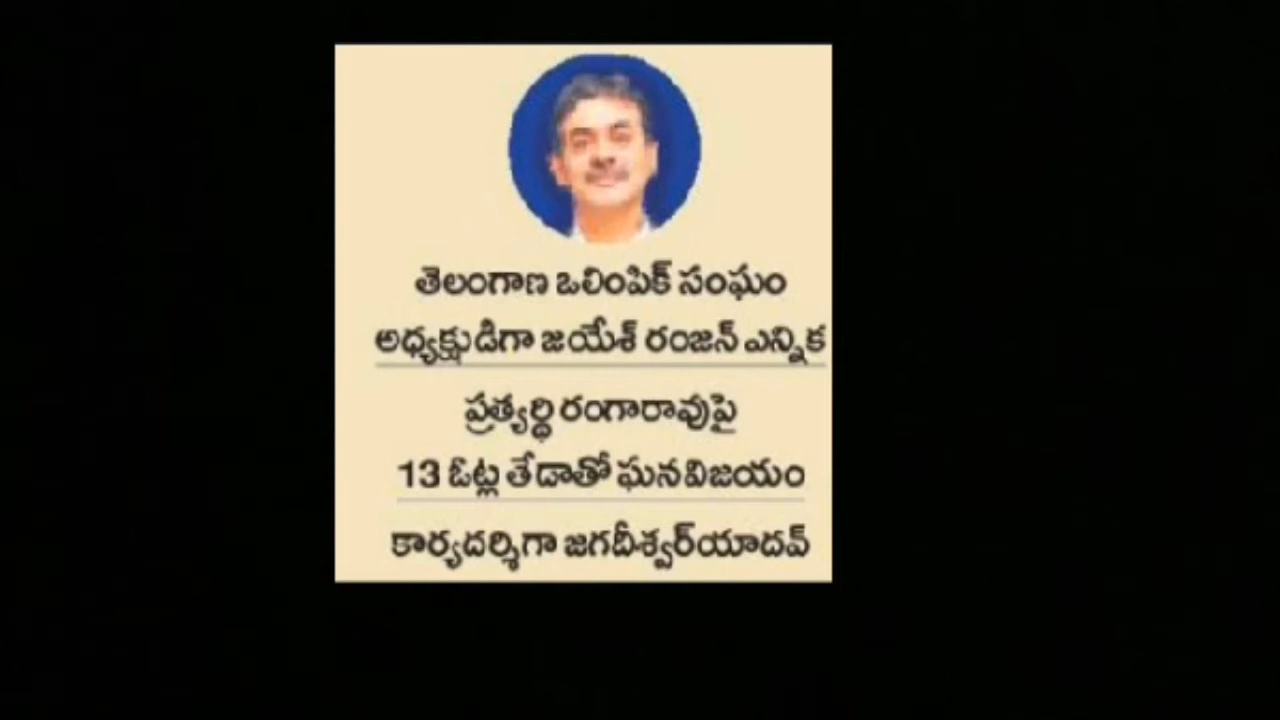 తెలంగాణ ఒలింపిక్ సంఘం
అధ్యక్షుడిగా జయేశ్ రంజన్ ఎన్నిక
ప్రత్యర్థి రంగారావుపై
13 ఓట్ల తేడాతో ఘనవిజయం
కార్యదర్శిగా జగదీశ్వర్‌యాదవ్